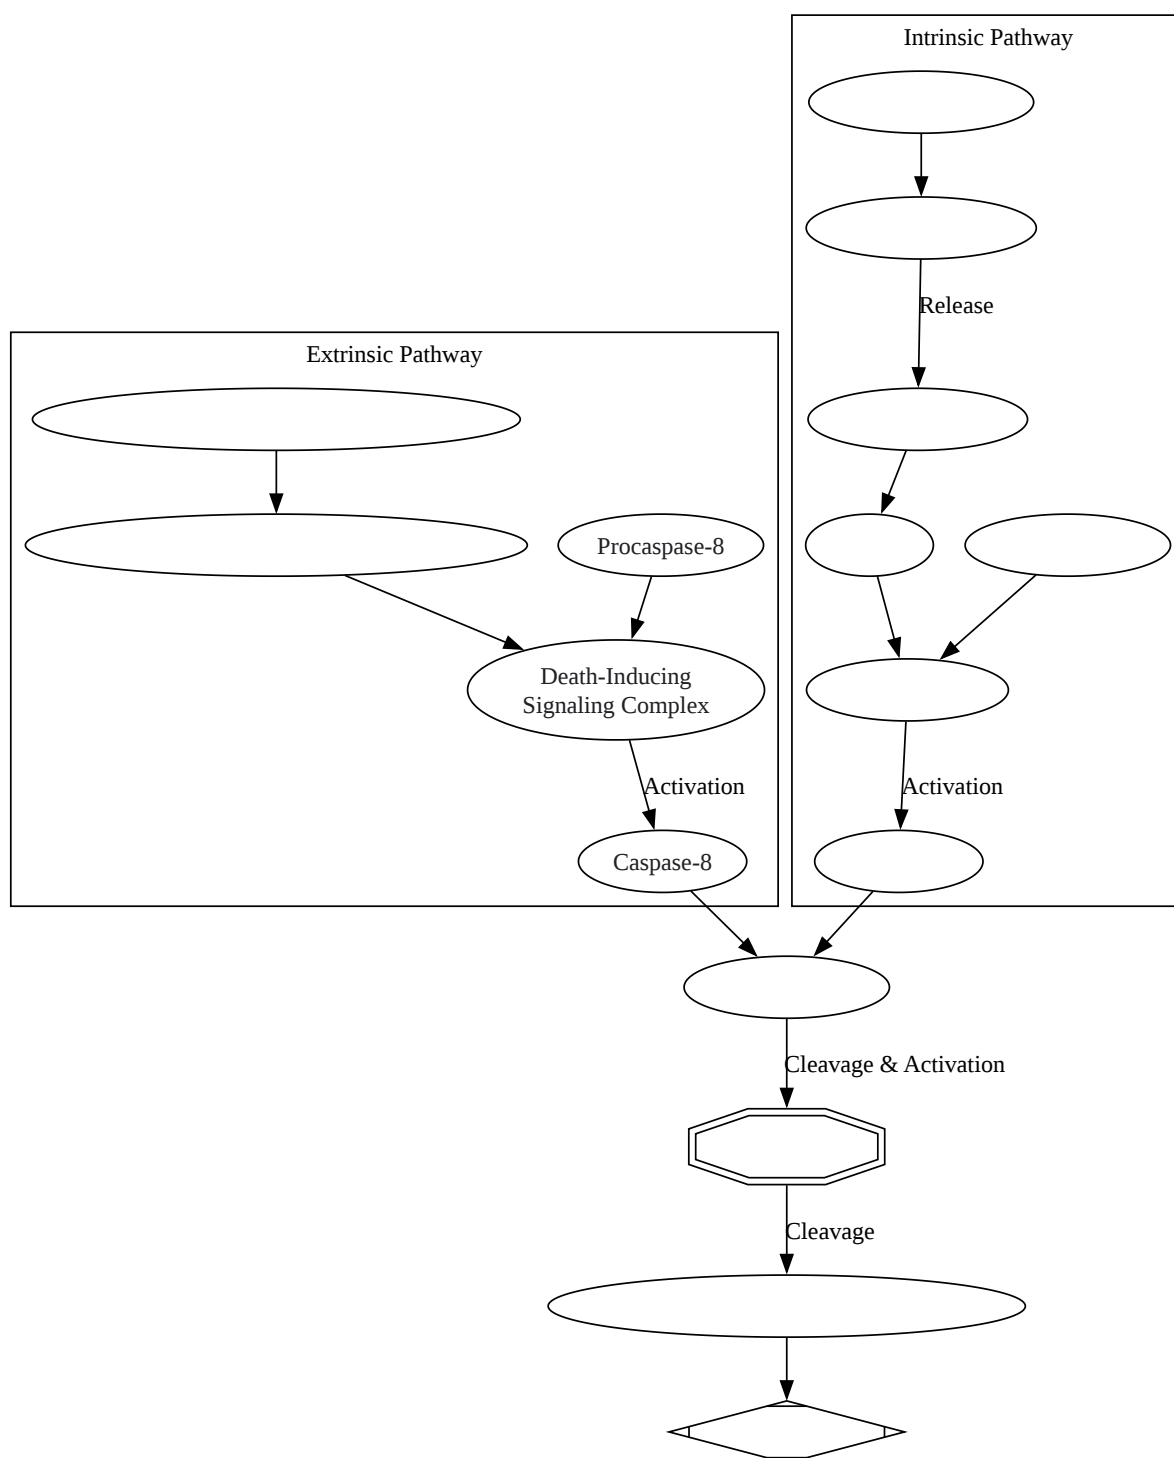 Intrinsic Pathway
Release
Extrinsic Pathway
Procaspase-8
Death-Inducing
Signaling Complex
Activation
Activation
Caspase-8
Cleavage & Activation
Cleavage